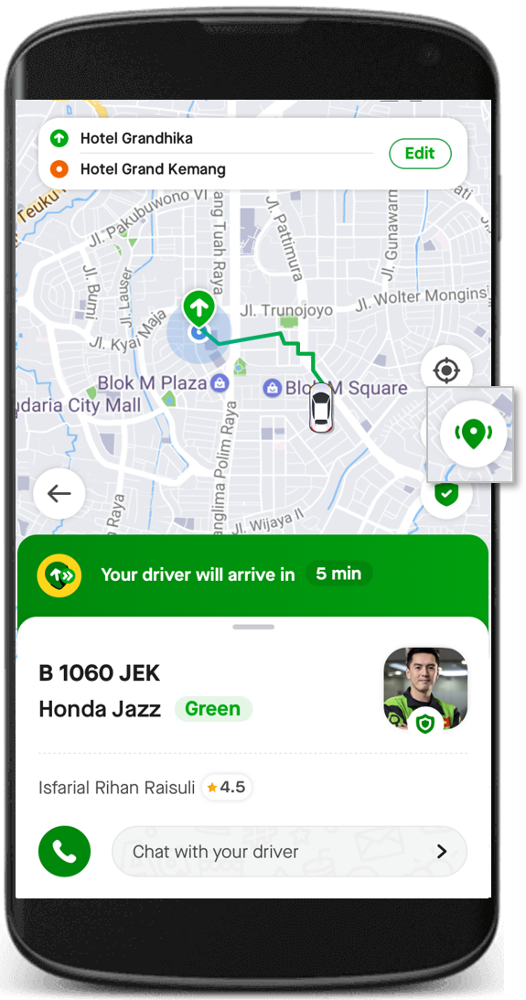 Hotel Grandhika
Hotel Grand Kemang
Edit
Teuku
ati
Jl. Pakubuwono VI
ang Tuah Raya
Jl. Pattimura
Jl. Gunawarn
Jl. Bumi
Jl. Lauser
Jl. Kyai Maja
Jl. Trunojoyo
Jl. Wolter Monginsi
Blok M Plaza
Blok M Square
ndaria City Mall
anglima Polim Raya
Raya
Jl. Wijaya II
Your driver will arrive in 5 min
B 1060 JEK
Honda Jazz Green
Isfarial Rihan Raisuli 4.5
Chat with your driver